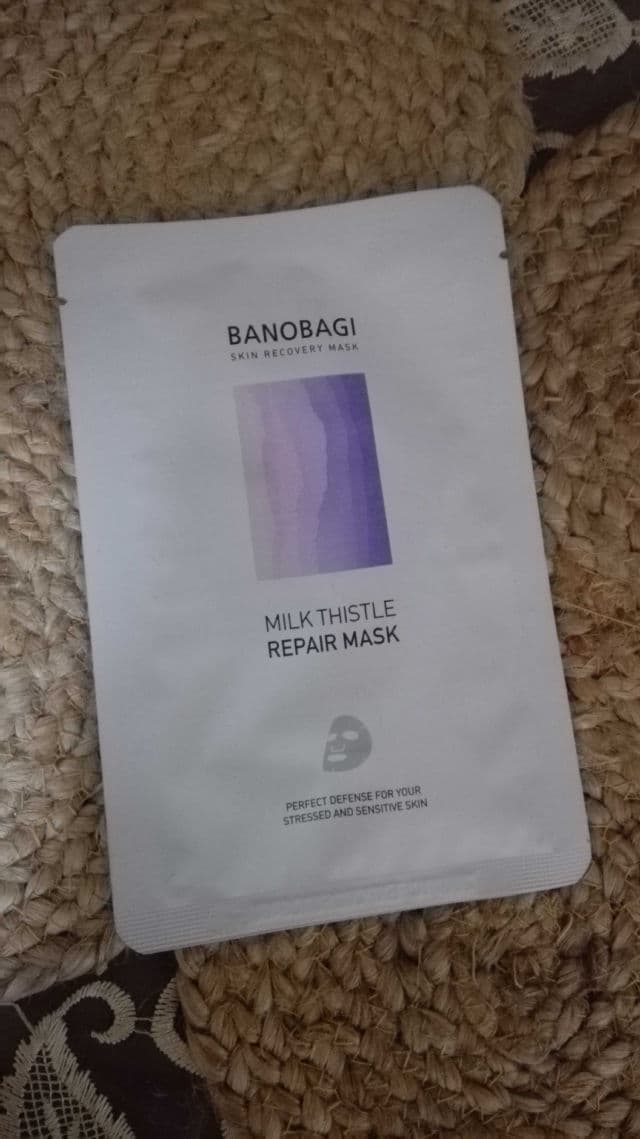 BANOBAGI
SKIN RECOVERY MASK
MILK THISTLE
REPAIR MASK
PERFECT DEFENSE FOR YOUR
STRESSED AND SENSITIVE SKIN